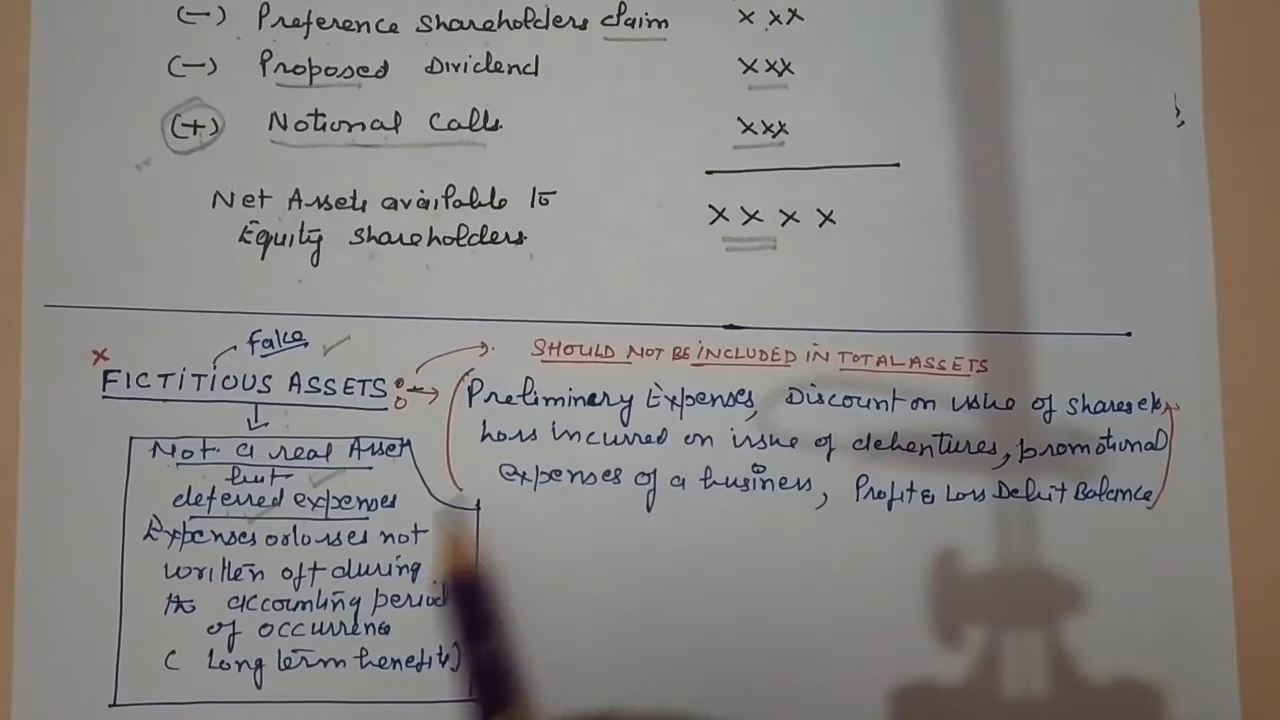 (-) Preference shareholders claim xxx
(-) Proposed Dividend xxx
(+) Notional calls. xxx
Net Assets available to
Equity shareholders. xxxx
fake
x
SHOULD NOT BE INCLUDED IN TOTAL ASSETS
FICTITIOUS ASSETS:
Preliminary Expenses, Discount on issue of shares etc,
loss incurred on issue of debentures, promotional
expenses of a business, Profit & Loss Debit Balance
Not a real Asset
but
deferred expenses
Expenses or losses not
written off during
the accounting period
of occurrence
(Long term benefits)